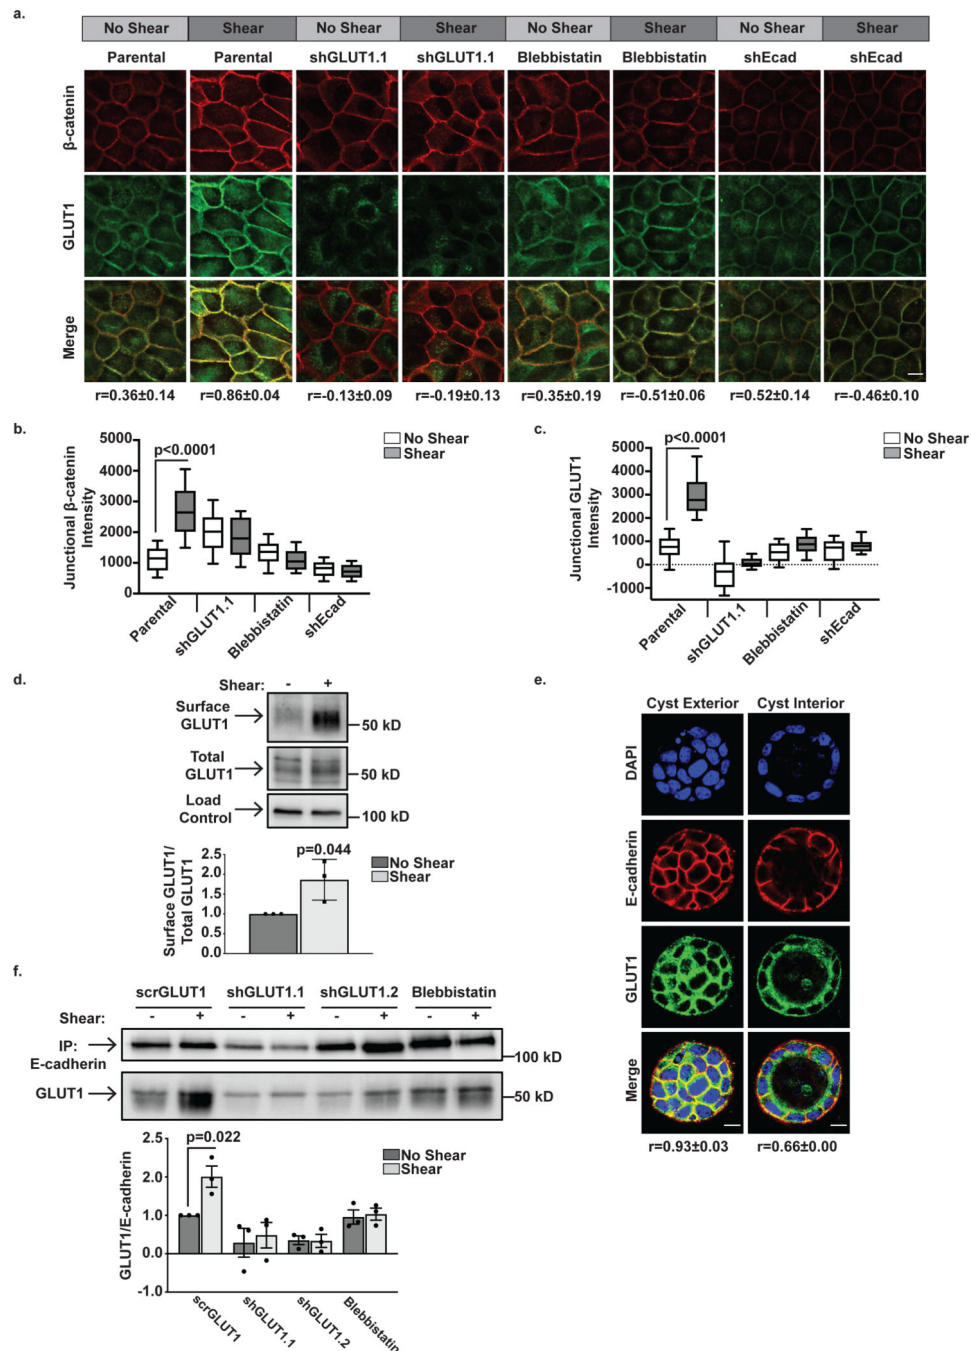 a.
No Shear Shear No Shear Shear No Shear Shear No Shear Shear
Parental Parental shGLUT1.1 shGLUT1.1 Blebbistatin Blebbistatin shEcad shEcad
β-catenin
GLUT1
Merge
r=0.36±0.14 r=0.86±0.04 r=-0.13±0.09 r=-0.19±0.13 r=0.35±0.19 r=-0.51±0.06 r=0.52±0.14 r=-0.46±0.10
b.
Junctional β-catenin
Intensity
5000
4000
3000
2000
1000
0
p<0.0001
No Shear
Shear
Parental
shGLUT1.1
Blebbistatin
shEcad
c.
Junctional GLUT1
Intensity
5000
4000
3000
2000
1000
0
-1000
p<0.0001
No Shear
Shear
Parental
shGLUT1.1
Blebbistatin
shEcad
d.
Shear: - +
Surface
GLUT1
50 kD
Total
GLUT1
50 kD
Load
Control
100 kD
Surface GLUT1/
Total GLUT1
2.5
2.0
1.5
1.0
0.5
0.0
p=0.044
No Shear
Shear
e.
Cyst Exterior Cyst Interior
DAPI
E-cadherin
GLUT1
Merge
r=0.93±0.03 r=0.66±0.00
f.
scrGLUT1 shGLUT1.1 shGLUT1.2 Blebbistatin
Shear: - + - + - + - +
IP:
E-cadherin
100 kD
GLUT1
50 kD
GLUT1/E-cadherin
2.5
2.0
1.0
0.0
-1.0
p=0.022
No Shear
Shear
scrGLUT1
shGLUT1.1
shGLUT1.2
Blebbistatin